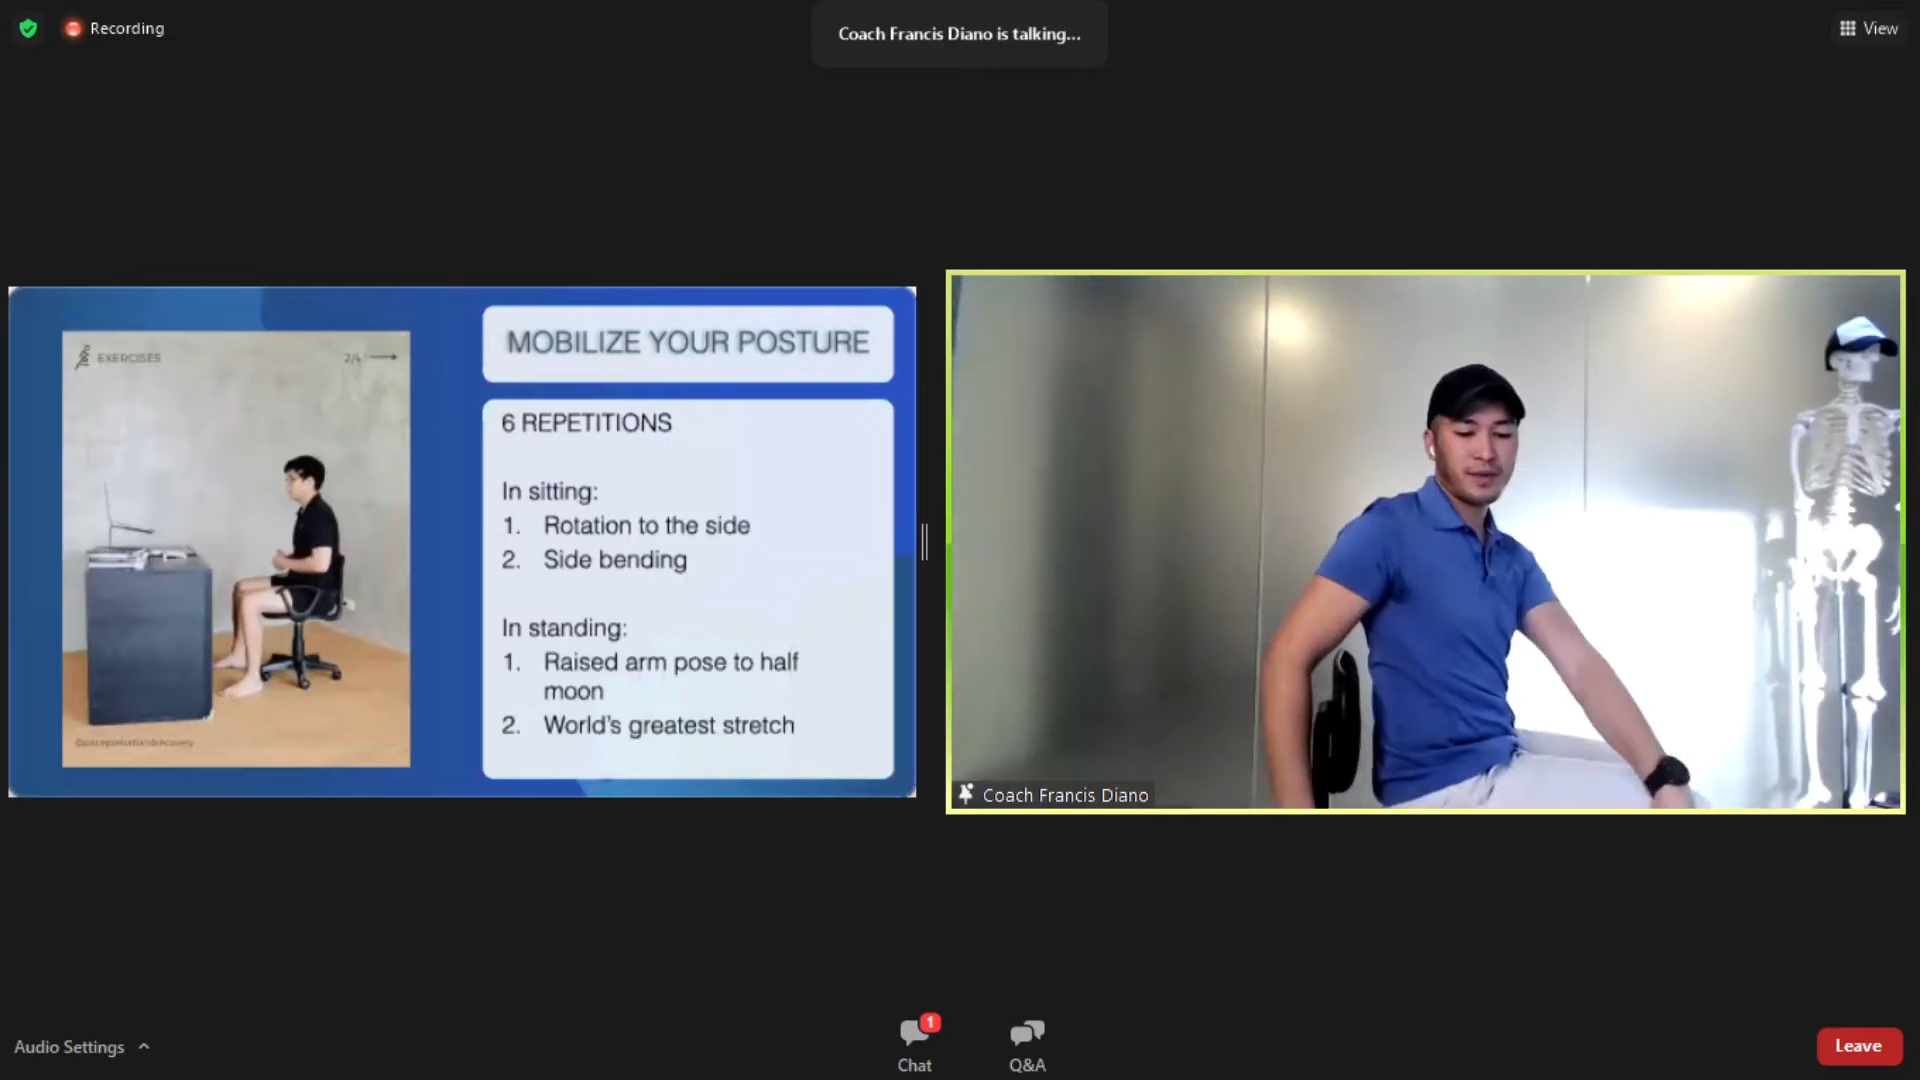 Recording
Coach Francis Diano is talking...
View
EXERCISES
2/4
MOBILIZE YOUR POSTURE
6 REPETITIONS
In sitting:
1. Rotation to the side
2. Side bending
In standing:
1. Raised arm pose to half
moon
2. World's greatest stretch
Coach Francis Diano
Audio Settings
1
Chat
Q&A
Leave